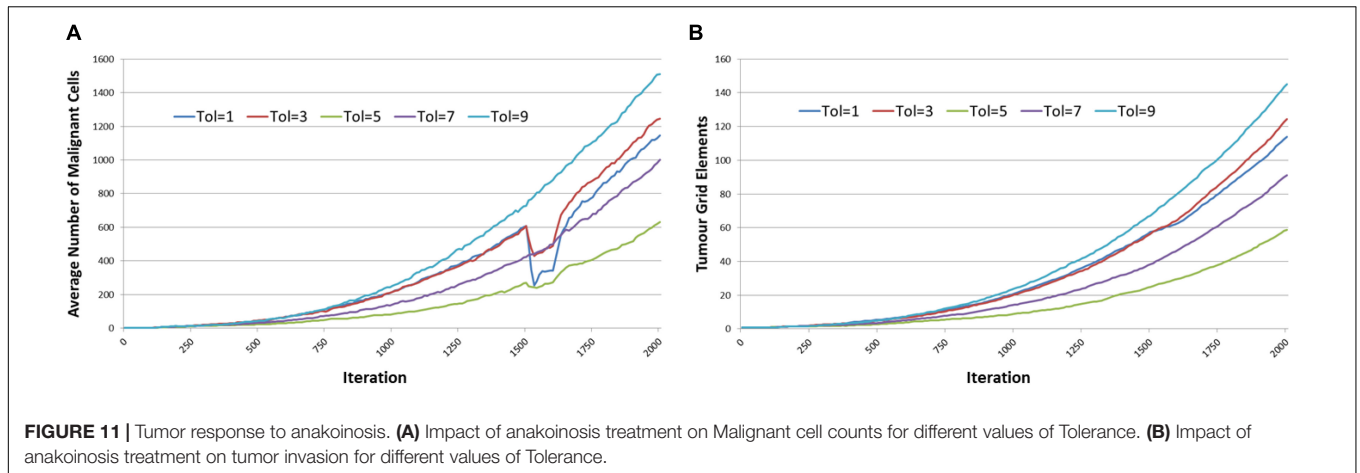 A
Average Number of Malignant Cells
1600
1400
1200
1000
800
600
400
200
0
Tol=1 Tol=3 Tol=5 Tol=7 Tol=9
0 250 500 750 1000 1250 1500 1750 2000
Iteration
B
Tumour Grid Elements
160
140
120
100
80
60
40
20
0
Tol=1 Tol=3 Tol=5 Tol=7 Tol=9
0 250 500 750 1000 1250 1500 1750 2000
Iteration
FIGURE 11 | Tumor response to anakoinosis. (A) Impact of anakoinosis treatment on Malignant cell counts for different values of Tolerance. (B) Impact of
anakoinosis treatment on tumor invasion for different values of Tolerance.